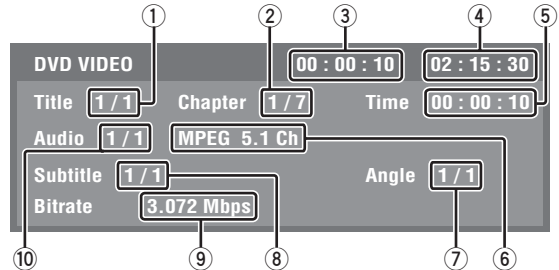 ① ② ③ ④ ⑤
DVD VIDEO 00 : 00 : 10 02 : 15 : 30
Title 1 / 1 Chapter 1 / 7 Time 00 : 00 : 10
Audio 1 / 1 MPEG 5.1 Ch
Subtitle 1 / 1 Angle 1 / 1
Bitrate 3.072 Mbps
⑩ ⑨ ⑧ ⑦ ⑥